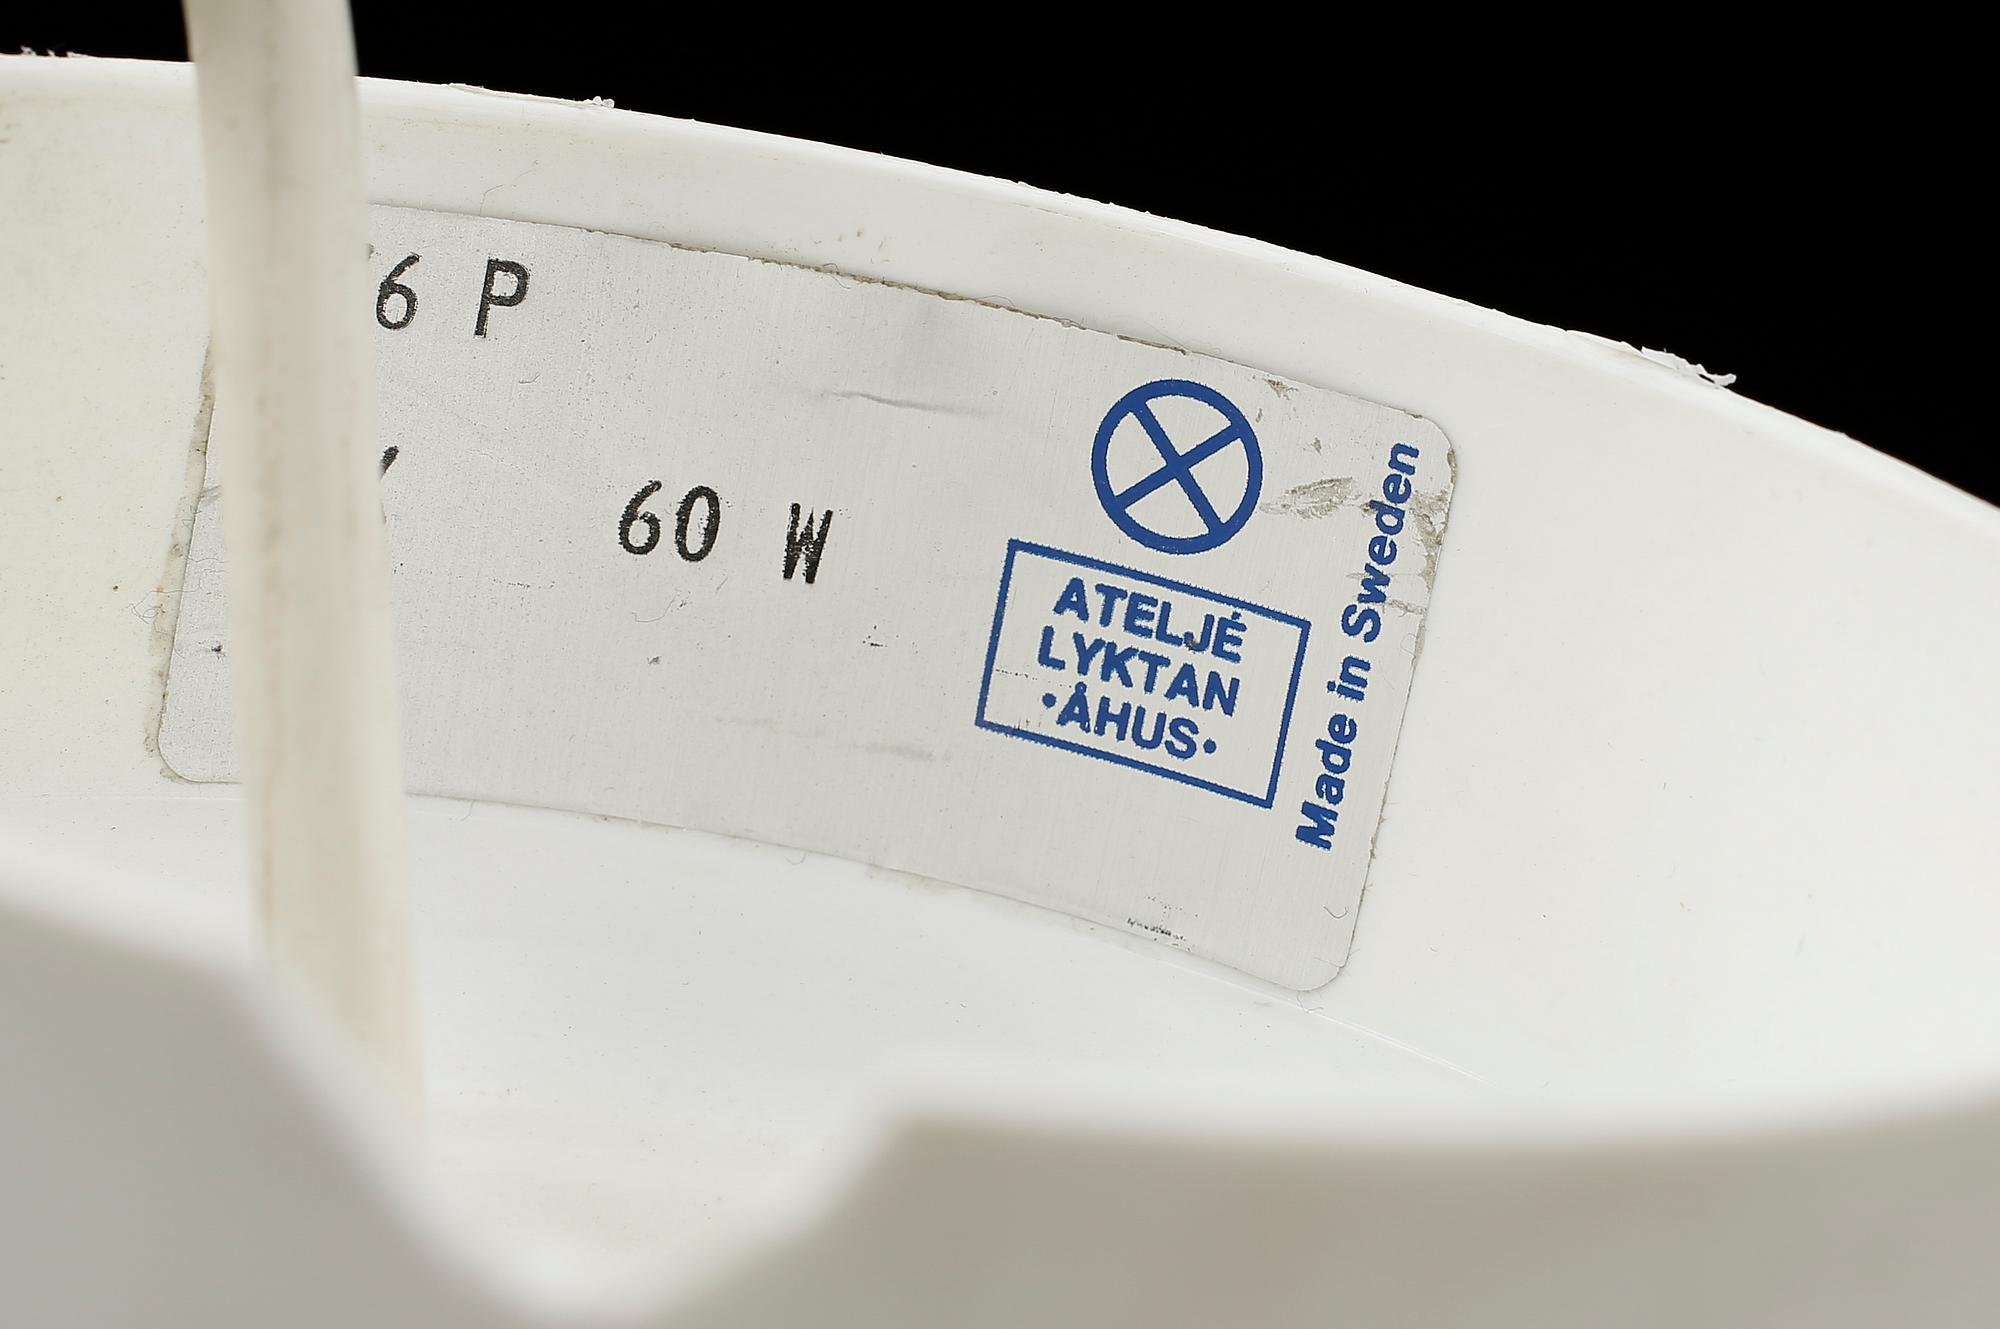 6 P
60 W
ATELJÉ
LYKTAN
·ÅHUS·
Made in Sweden